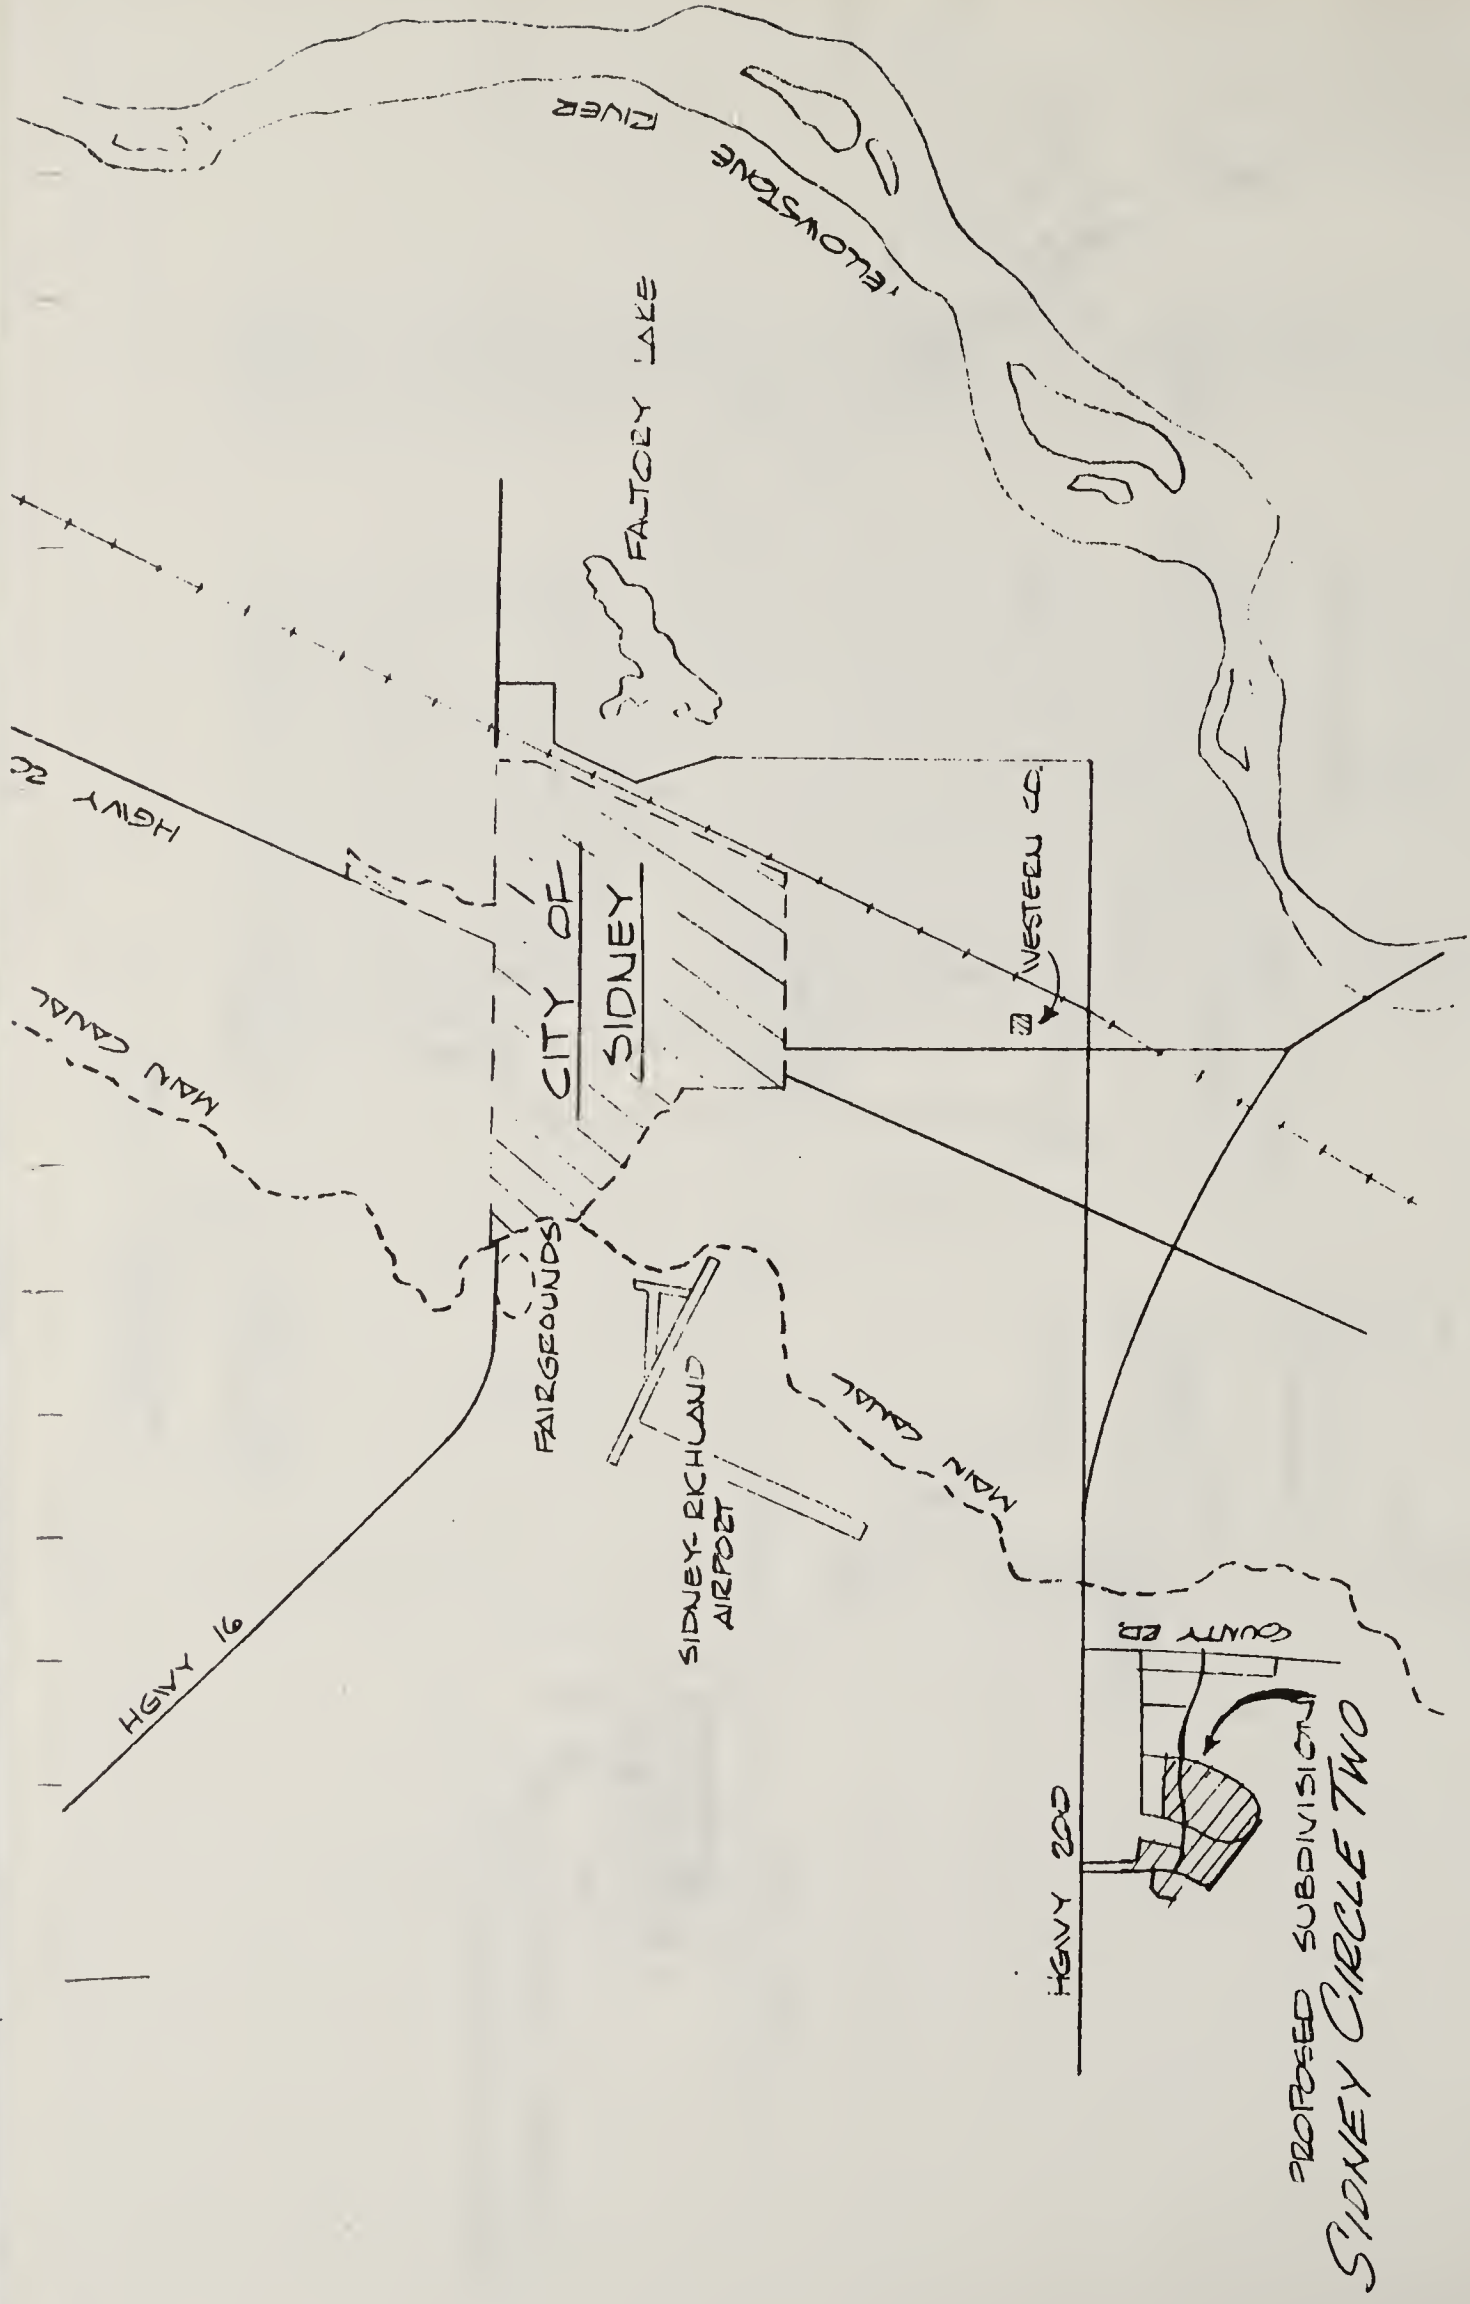 RIVER
YELLOWSTONE
FACTORY LAKE
HGWY 20
MAIN CANAL
CITY OF
SIDNEY
WESTERN CO.
FAIRGROUNDS
SIDNEY-RICHLAND
AIRPORT
HGWY 16
MAIN CANAL
COUNTY RD.
HGWY 200
PROPOSED SUBDIVISION
SIDNEY CIRCLE TWO